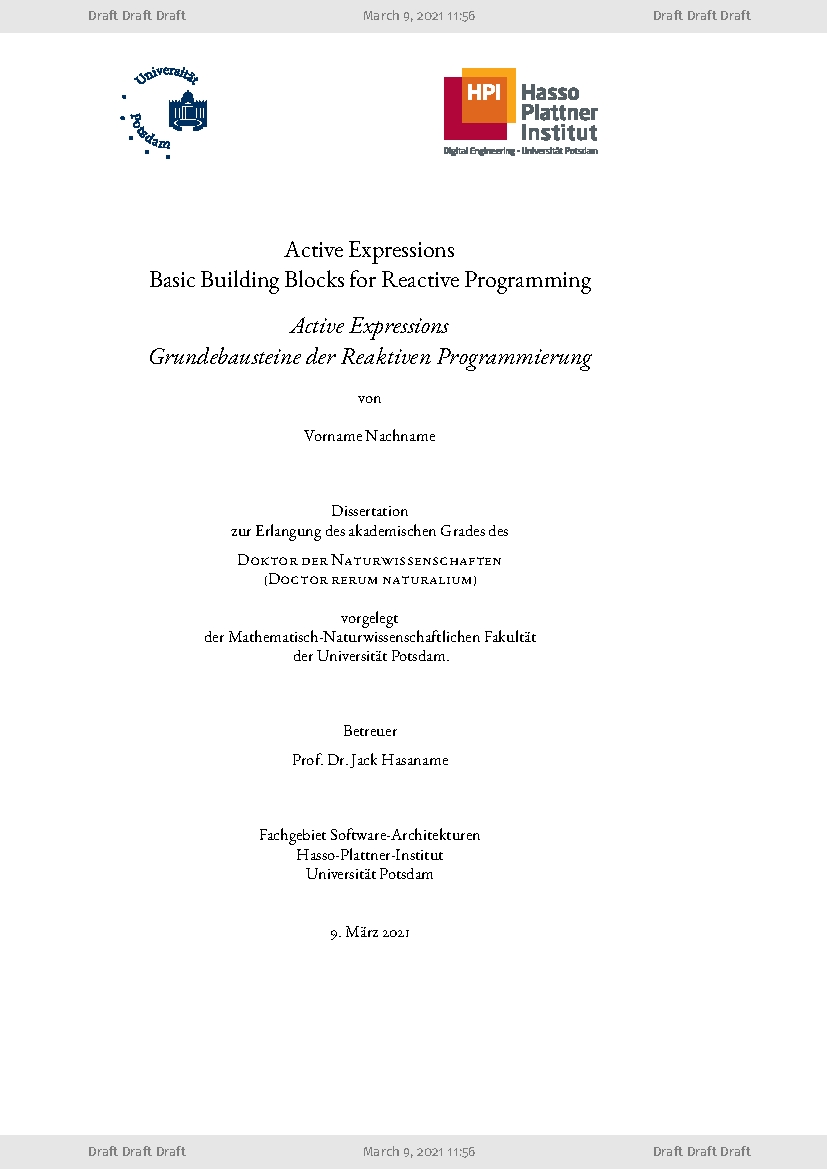 Draft Draft Draft March 9, 2021 11:56 Draft Draft Draft
Universität
Potsdam
HPI
Hasso
Plattner
Institut
Digital Engineering • Universität Potsdam
Active Expressions
Basic Building Blocks for Reactive Programming
Active Expressions
Grundebausteine der Reaktiven Programmierung
von
Vorname Nachname
Dissertation
zur Erlangung des akademischen Grades des
Doktor der Naturwissenschaften
(Doctor rerum naturalium)
vorgelegt
der Mathematisch-Naturwissenschaftlichen Fakultät
der Universität Potsdam.
Betreuer
Prof. Dr. Jack Hasaname
Fachgebiet Software-Architekturen
Hasso-Plattner-Institut
Universität Potsdam
9. März 2021
Draft Draft Draft March 9, 2021 11:56 Draft Draft Draft